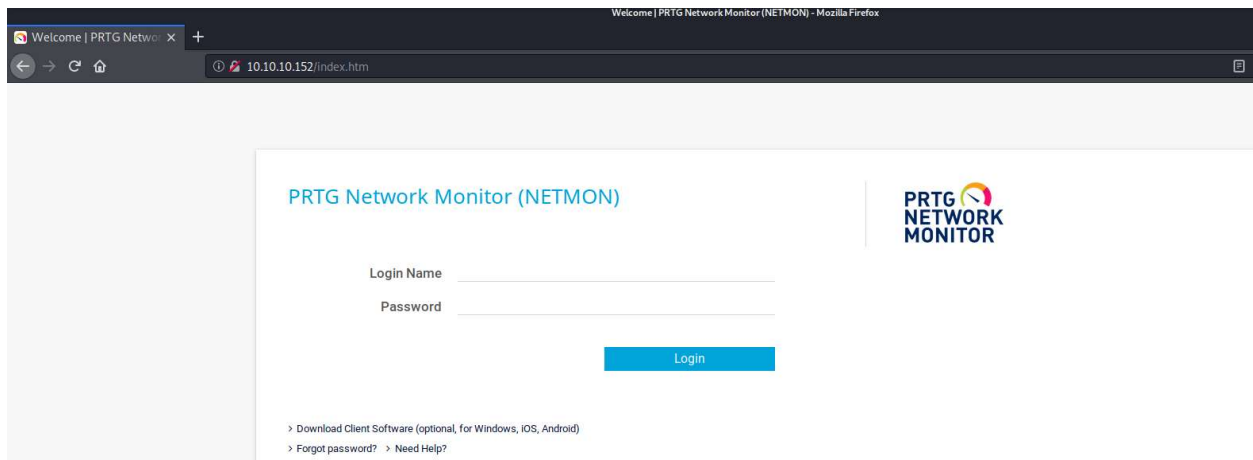 Welcome | PRTG Network Monitor (NETMON) - Mozilla Firefox
Welcome | PRTG Networ
10.10.10.152/index.htm
PRTG Network Monitor (NETMON)
PRTG
NETWORK
MONITOR
Login Name
Password
Login
> Download Client Software (optional, for Windows, iOS, Android)
> Forgot password? > Need Help?